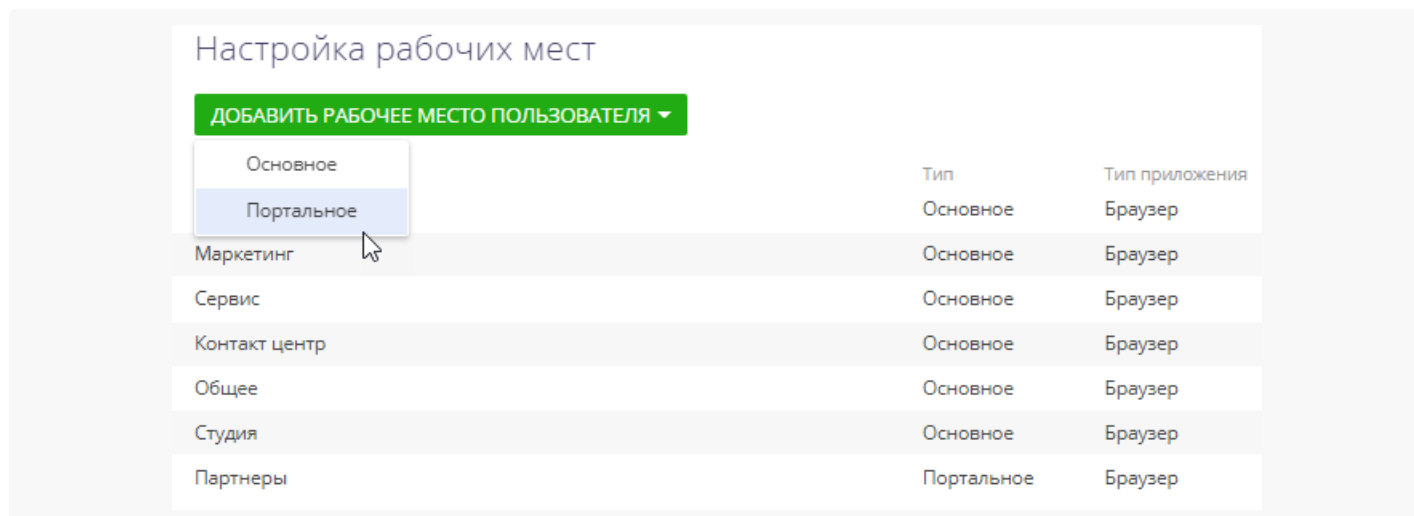 Настройка рабочих мест
ДОБАВИТЬ РАБОЧЕЕ МЕСТО ПОЛЬЗОВАТЕЛЯ
Основное
Портальное
Тип Тип приложения
Основное Браузер
Маркетинг Основное Браузер
Сервис Основное Браузер
Контакт центр Основное Браузер
Общее Основное Браузер
Студия Основное Браузер
Партнеры Портальное Браузер